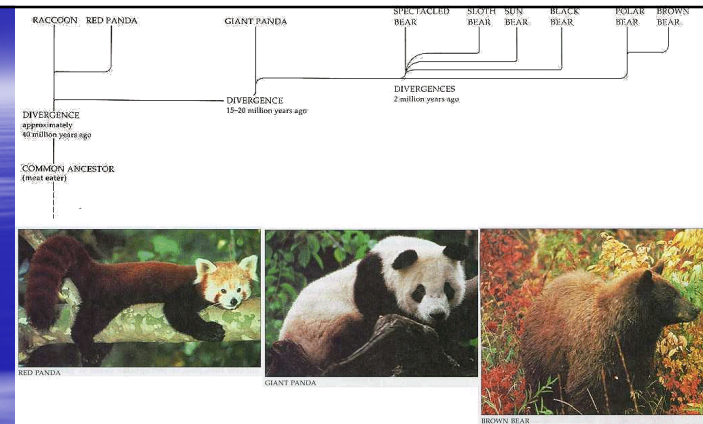 RACCOON RED PANDA GIANT PANDA
SPECTACLED
BEAR
SLOTH
BEAR
SUN
BEAR
BLACK
BEAR
POLAR
BEAR
BROWN
BEAR
DIVERGENCES
2 million years ago
DIVERGENCE
15-20 million years ago
DIVERGENCE
approximately
40 million years ago
COMMON ANCESTOR
(meat eater)
RED PANDA
GIANT PANDA
BROWN BEAR